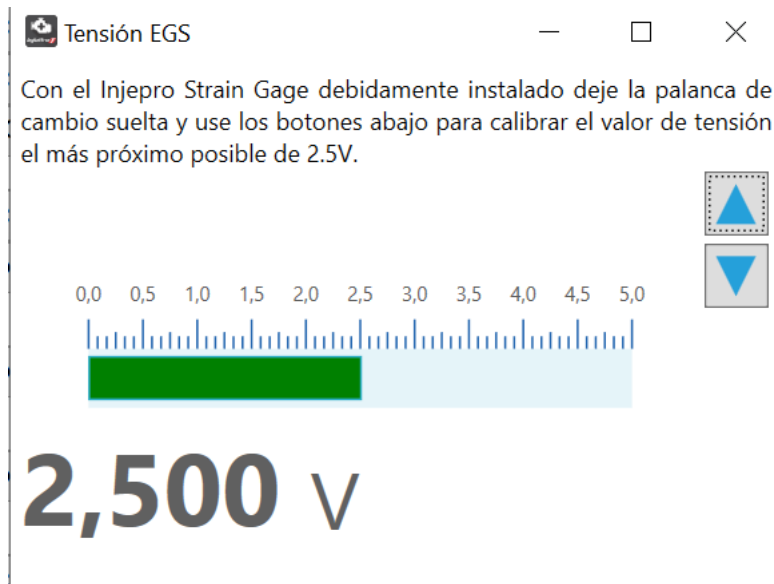 Tensión EGS
Con el Injepro Strain Gage debidamente instalado deje la palanca de
cambio suelta y use los botones abajo para calibrar el valor de tensión
el más próximo posible de 2.5V.
0,0 0,5 1,0 1,5 2,0 2,5 3,0 3,5 4,0 4,5 5,0
2,500 V